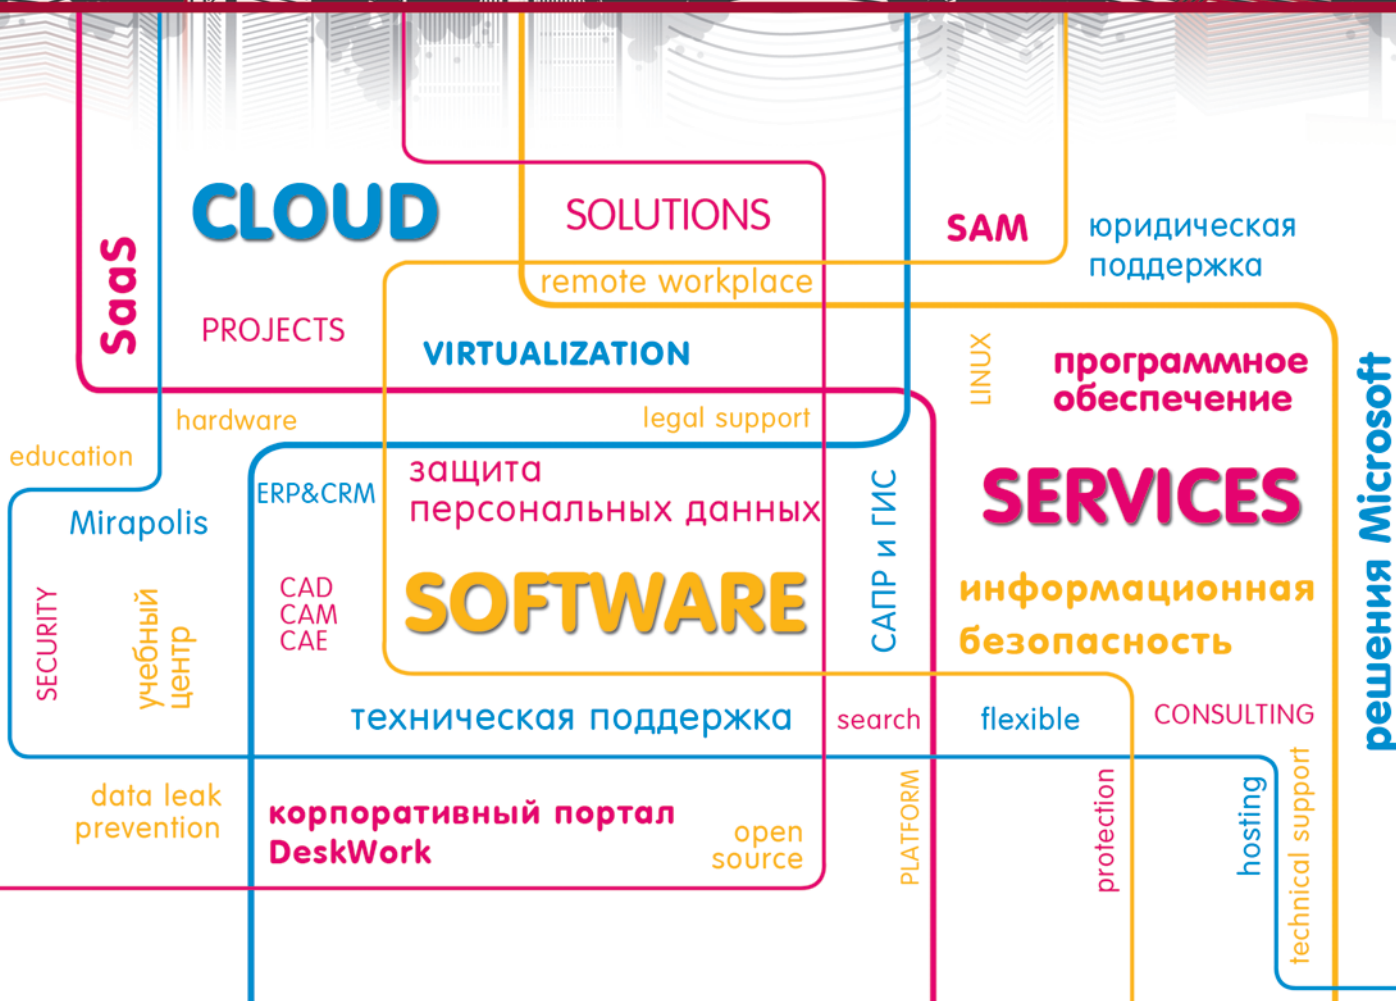 CLOUD
SOLUTIONS
SAM
юридическая
поддержка
SaaS
remote workplace
PROJECTS
VIRTUALIZATION
LINUX
программное
обеспечение
решения Microsoft
hardware
legal support
education
защита
персональных данных
ERP&CRM
Mirapolis
САПР и ГИС
SERVICES
SECURITY
учебный
центр
CAD
CAM
CAE
SOFTWARE
информационная
безопасность
техническая поддержка
search
flexible
CONSULTING
data leak
prevention
корпоративный портал
DeskWork
open
source
PLATFORM
protection
hosting
technical support